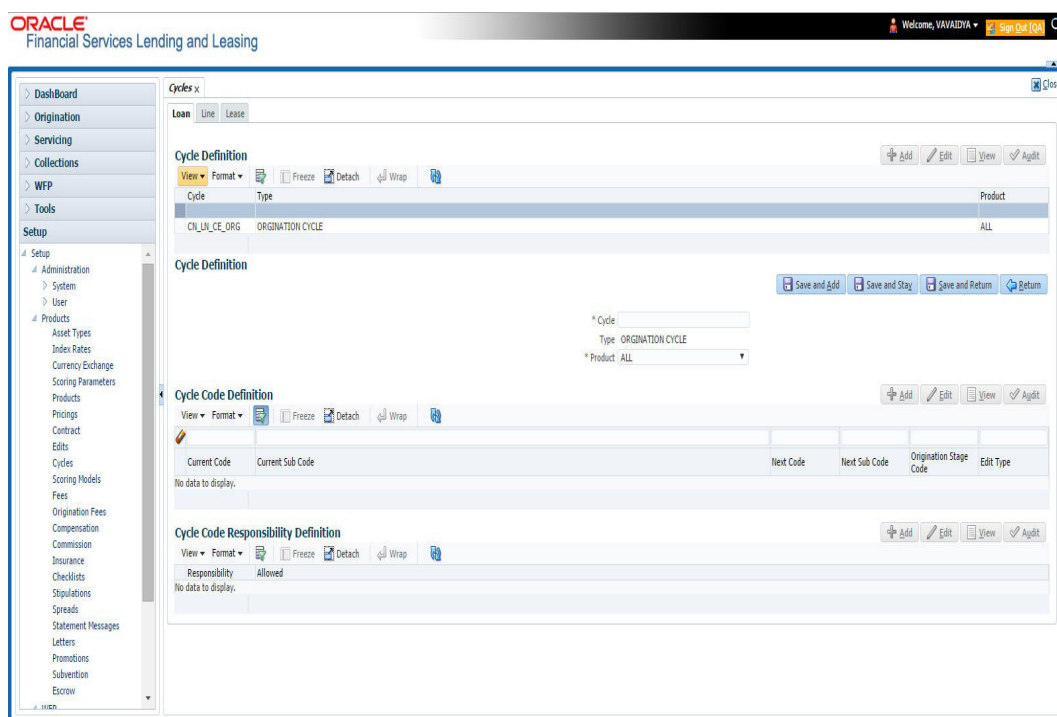 ORACLE
Financial Services Lending and Leasing
Welcome, VAVAIDYA
Sign Out [QA]
Close
DashBoard
Origination
Servicing
Collections
WFP
Tools
Setup
Setup
Administration
System
User
Products
Asset Types
Index Rates
Currency Exchange
Scoring Parameters
Products
Pricings
Contract
Edits
Cycles
Scoring Models
Fees
Origination Fees
Compensation
Commission
Insurance
Checklists
Stipulations
Spreads
Statement Messages
Letters
Promotions
Subvention
Escrow
WFP
Cycles x
Loan Line Lease
Cycle Definition
Add Edit View Audit
View Format Freeze Detach Wrap
Cycle Type Product
CN_LN_CE_ORG ORGINATION CYCLE ALL
Cycle Definition
Save and Add Save and Stay Save and Return Return
* Cycle
Type ORGINATION CYCLE
* Product ALL
Cycle Code Definition
Add Edit View Audit
View Format Freeze Detach Wrap
Current Code Current Sub Code Next Code Next Sub Code Origination Stage Code Edit Type
No data to display.
Cycle Code Responsibility Definition
Add Edit View Audit
View Format Freeze Detach Wrap
Responsibility Allowed
No data to display.